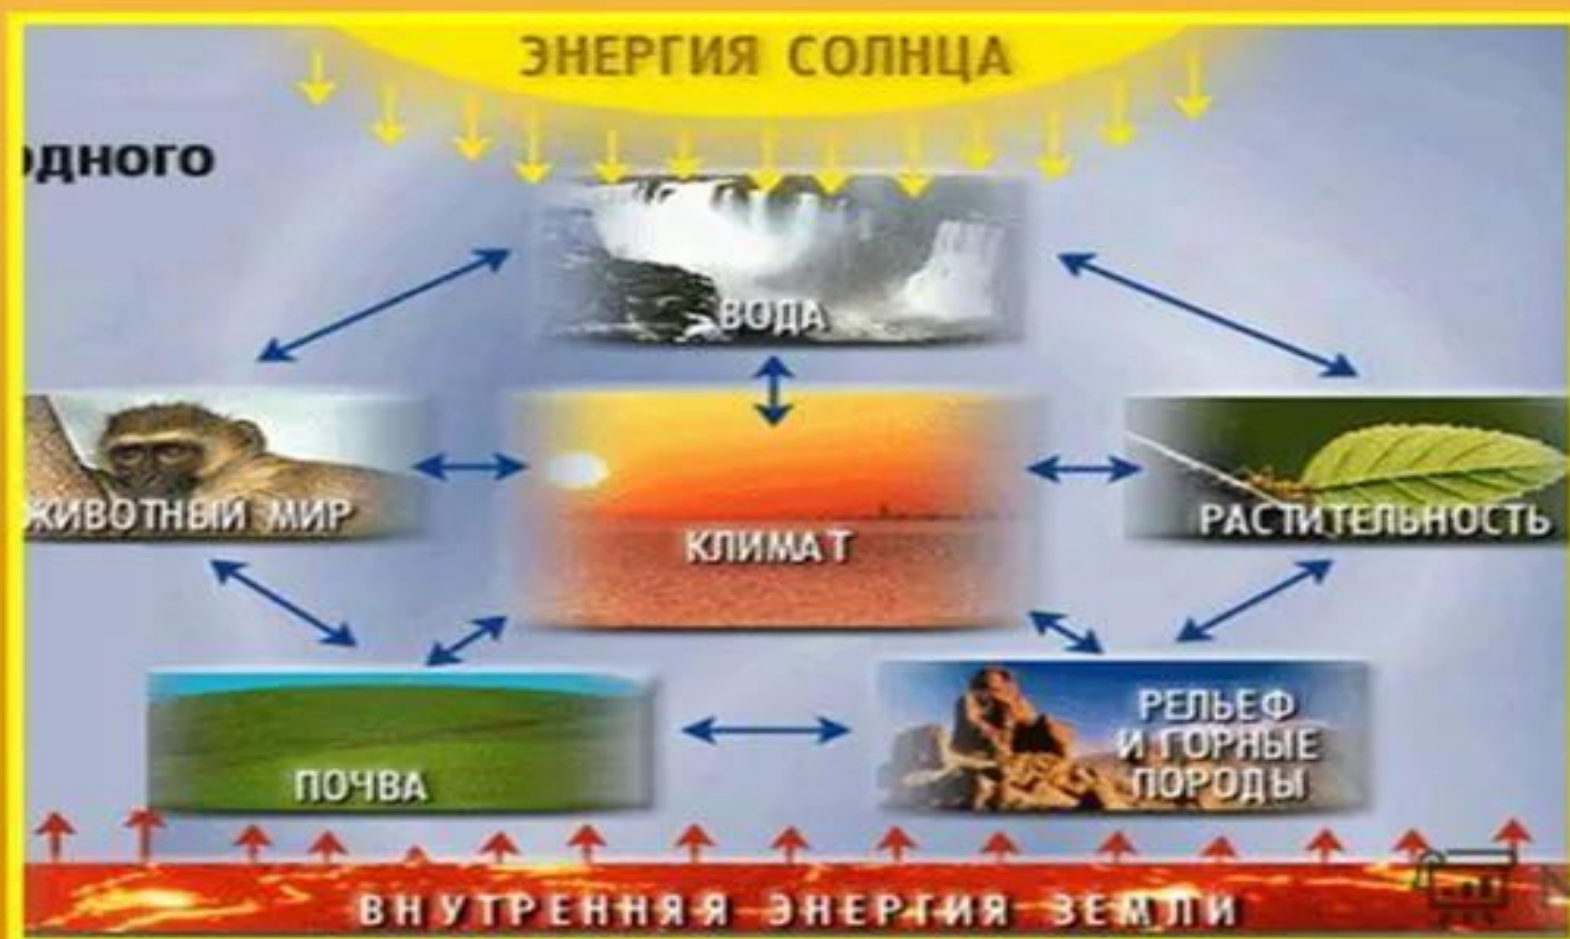 ЭНЕРГИЯ СОЛНЦА
одного
ВОДА
ЖИВОТНЫЙ МИР
КЛИМАТ
РАСТИТЕЛЬНОСТЬ
ПОЧВА
РЕЛЬЕФ
И ГОРНЫЕ
ПОРОДЫ
ВНУТРЕННЯЯ ЭНЕРГИЯ ЗЕМЛИ